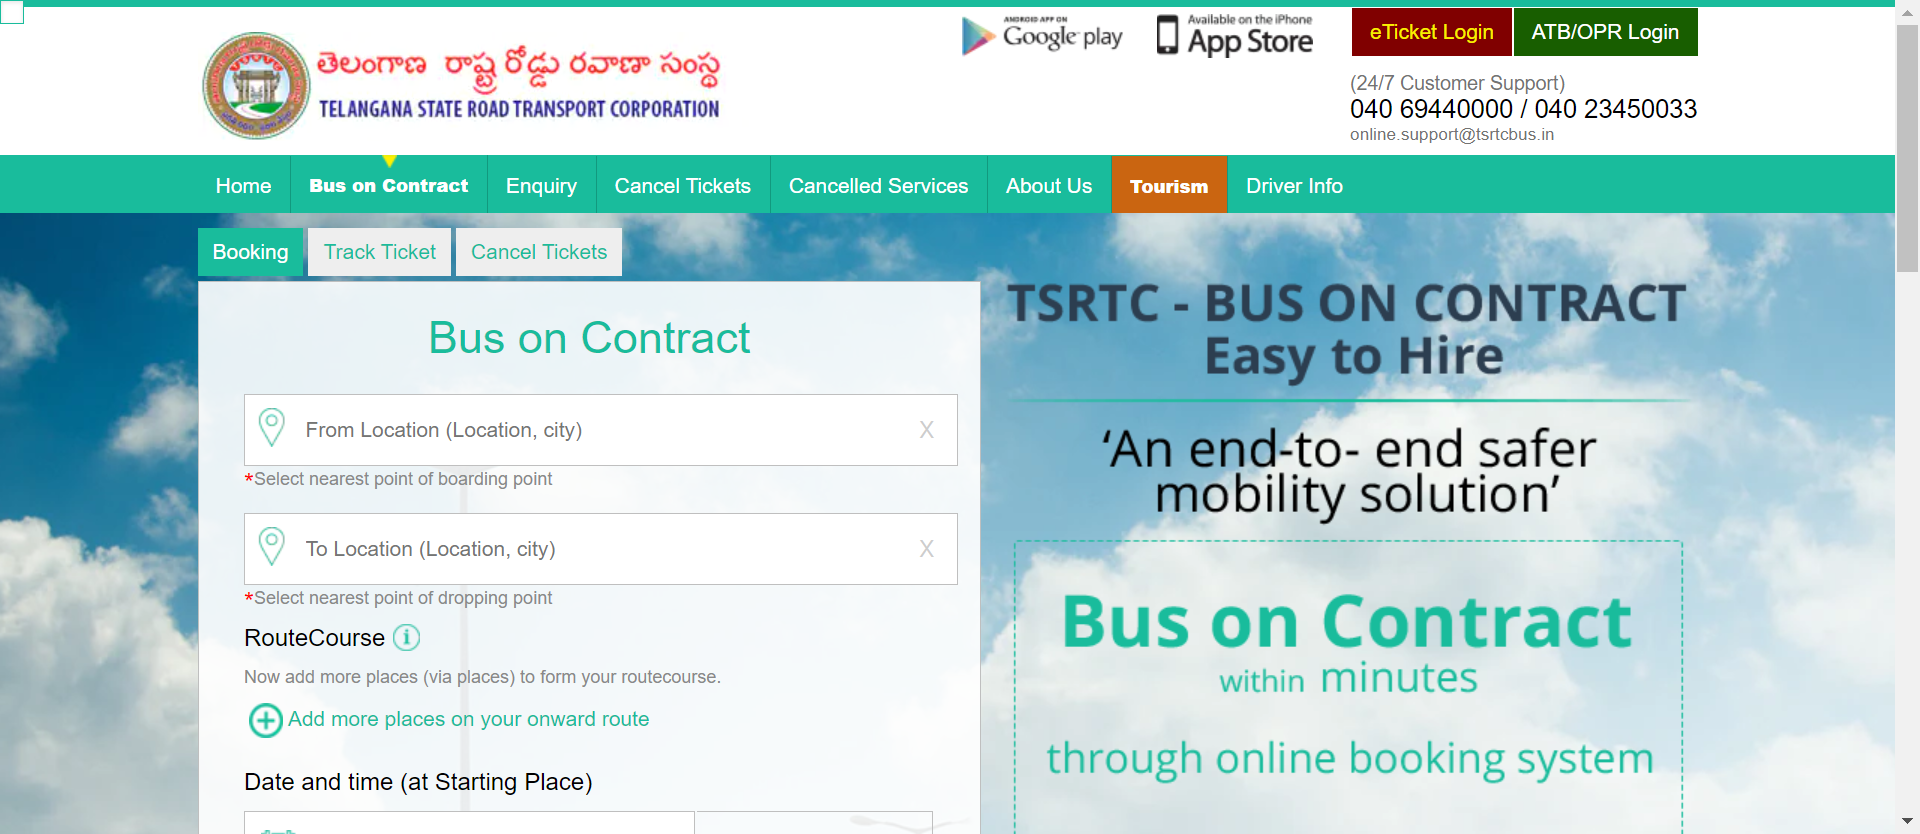 తెలంగాణ రాష్ట్ర రోడ్డు రవాణా సంస్థ
TELANGANA STATE ROAD TRANSPORT CORPORATION
ANDROID APP ON
Google play
Available on the iPhone
App Store
eTicket Login
ATB/OPR Login
(24/7 Customer Support)
040 69440000 / 040 23450033
online.support@tsrtcbus.in
Home
Bus on Contract
Enquiry
Cancel Tickets
Cancelled Services
About Us
Tourism
Driver Info
Booking
Track Ticket
Cancel Tickets
Bus on Contract
From Location (Location, city)
X
*Select nearest point of boarding point
To Location (Location, city)
X
*Select nearest point of dropping point
RouteCourse
Now add more places (via places) to form your routecourse.
Add more places on your onward route
Date and time (at Starting Place)
TSRTC - BUS ON CONTRACT
Easy to Hire
‘An end-to- end safer
mobility solution’
Bus on Contract
within minutes
through online booking system